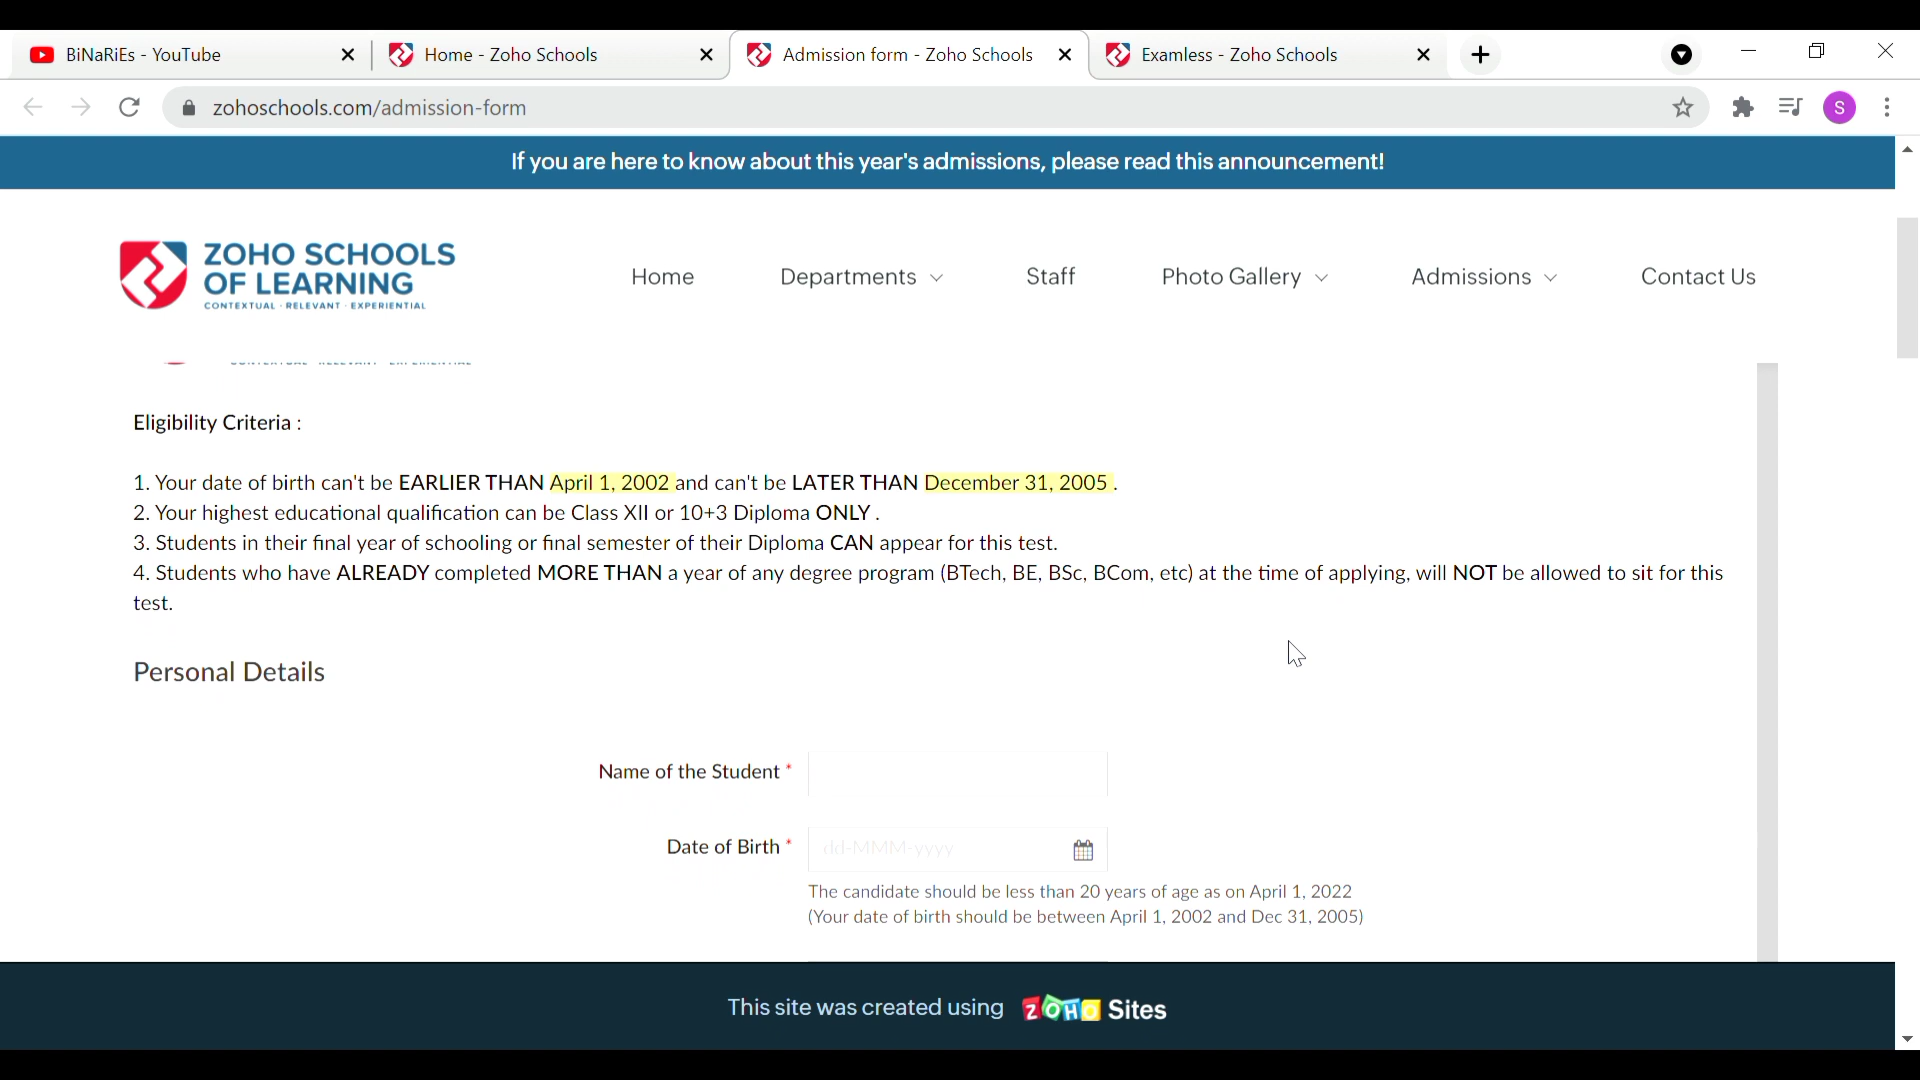 BiNaRiEs - YouTube
Home - Zoho Schools
Admission form - Zoho Schools
Examless - Zoho Schools
zohoschools.com/admission-form
S
If you are here to know about this year's admissions, please read this announcement!
ZOHO SCHOOLS
OF LEARNING
CONTEXTUAL · RELEVANT · EXPERIENTIAL
Home
Departments
Staff
Photo Gallery
Admissions
Contact Us
Eligibility Criteria :
1. Your date of birth can't be EARLIER THAN April 1, 2002 and can't be LATER THAN December 31, 2005 .
2. Your highest educational qualification can be Class XII or 10+3 Diploma ONLY .
3. Students in their final year of schooling or final semester of their Diploma CAN appear for this test.
4. Students who have ALREADY completed MORE THAN a year of any degree program (BTech, BE, BSc, BCom, etc) at the time of applying, will NOT be allowed to sit for this
test.
Personal Details
Name of the Student *
Date of Birth *
dd-MMM-yyyy
The candidate should be less than 20 years of age as on April 1, 2022
(Your date of birth should be between April 1, 2002 and Dec 31, 2005)
This site was created using ZOHO Sites